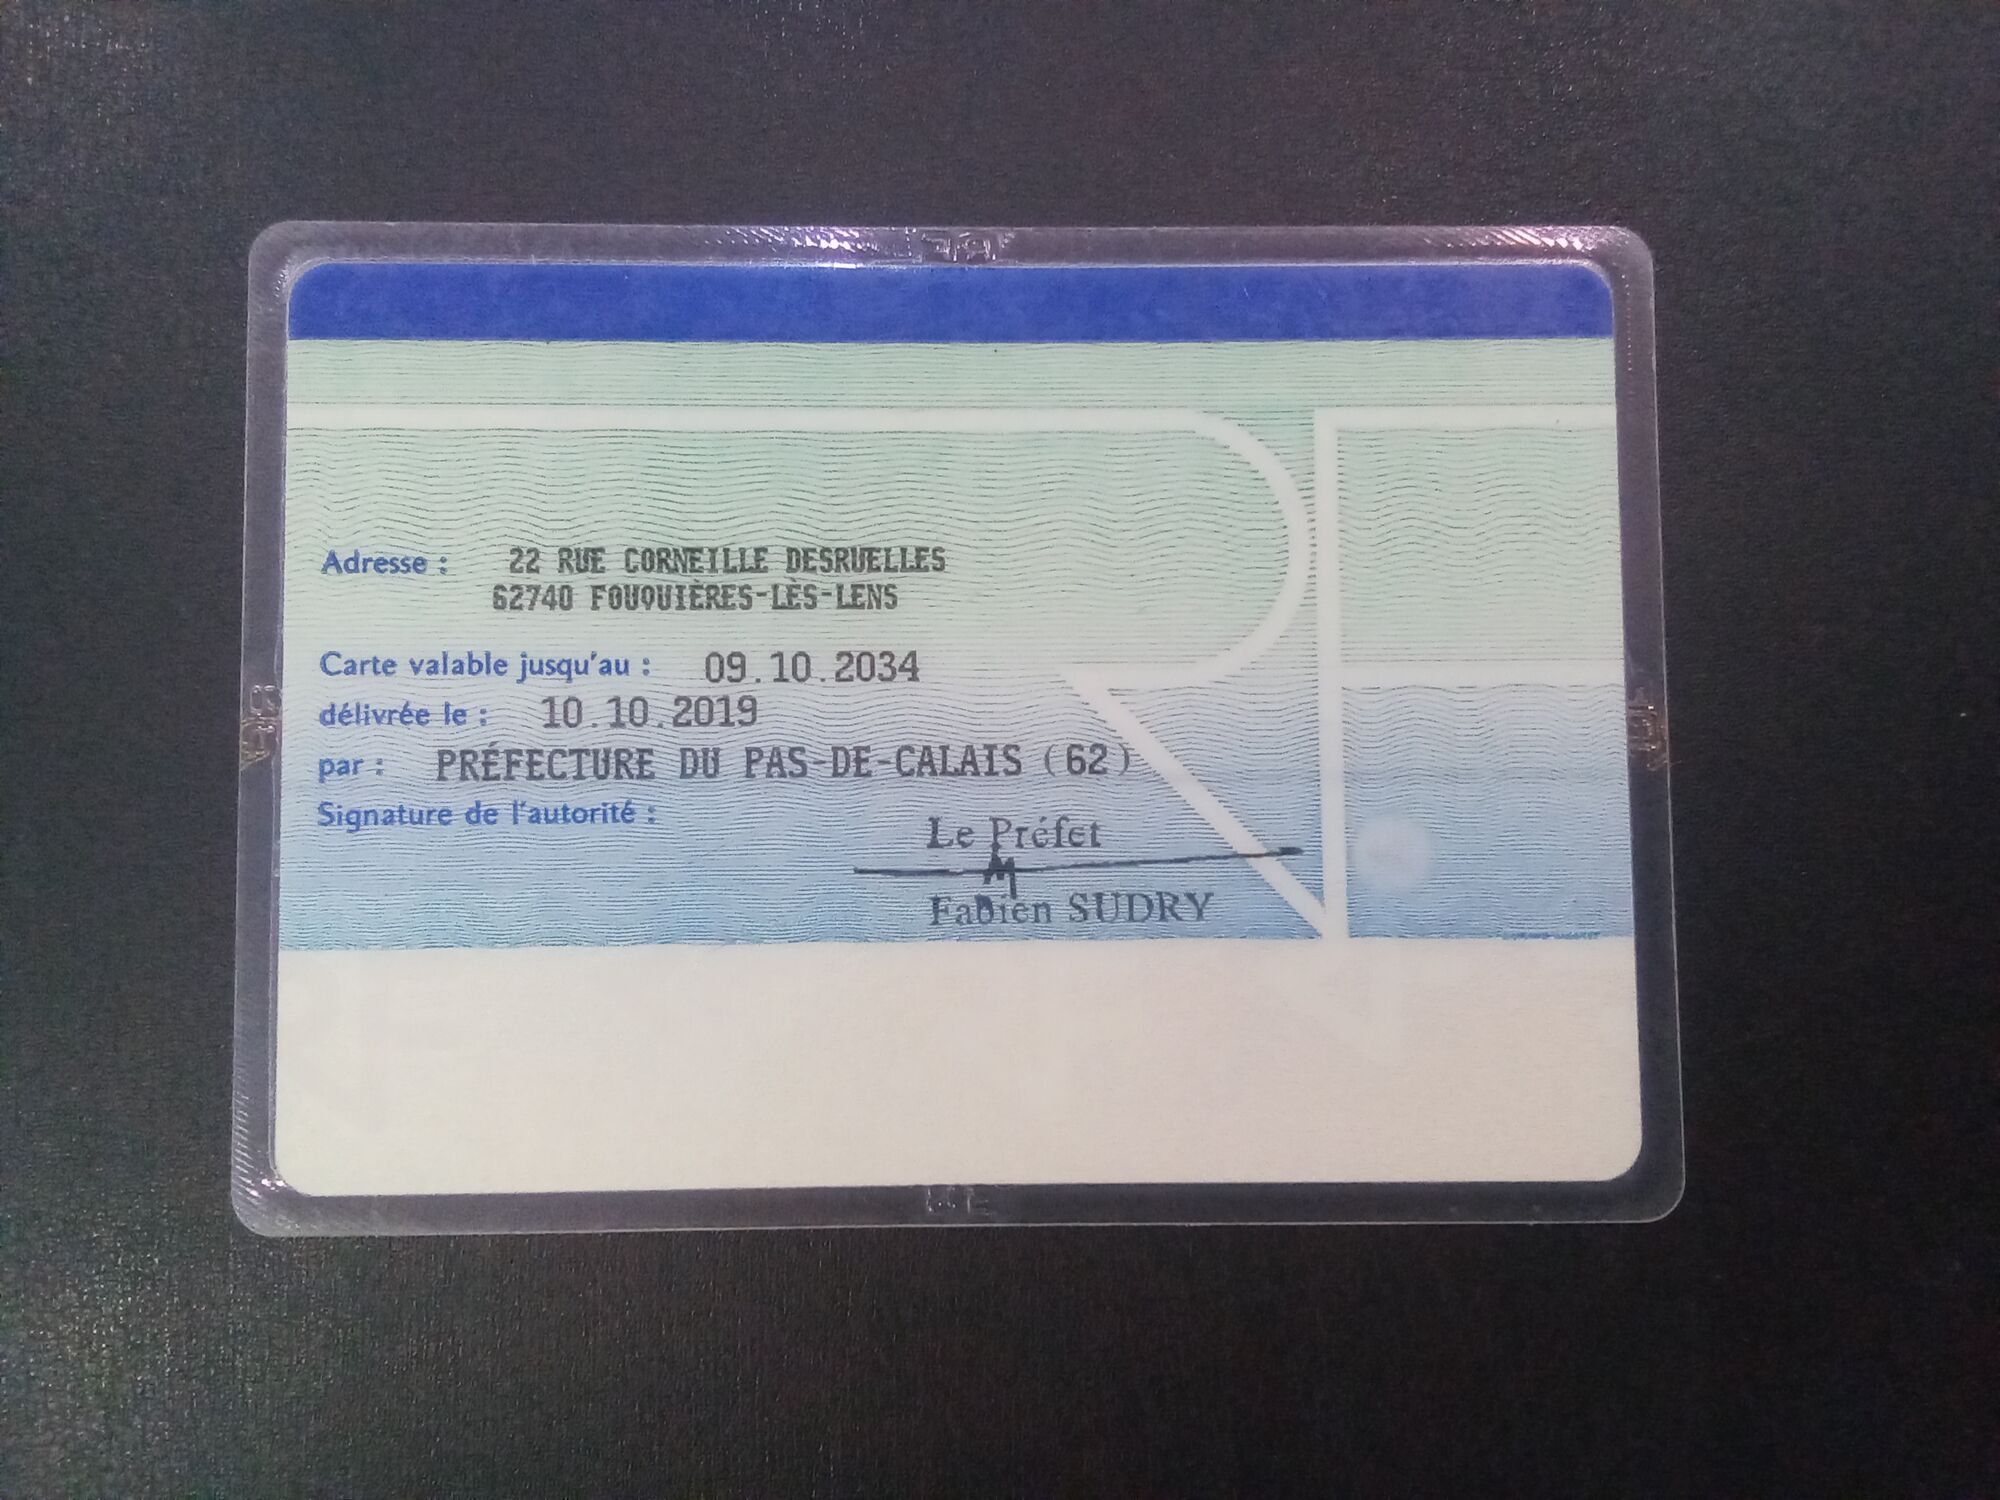 Adresse : 22 RUE CORNEILLE DESRUELLES
62740 FOUQUIÈRES-LÈS-LENS
Carte valable jusqu'au : 09.10.2034
délivrée le : 10.10.2019
par : PRÉFECTURE DU PAS-DE-CALAIS (62)
Signature de l'autorité :
Le Préfet
Fabien SUDRY
RF